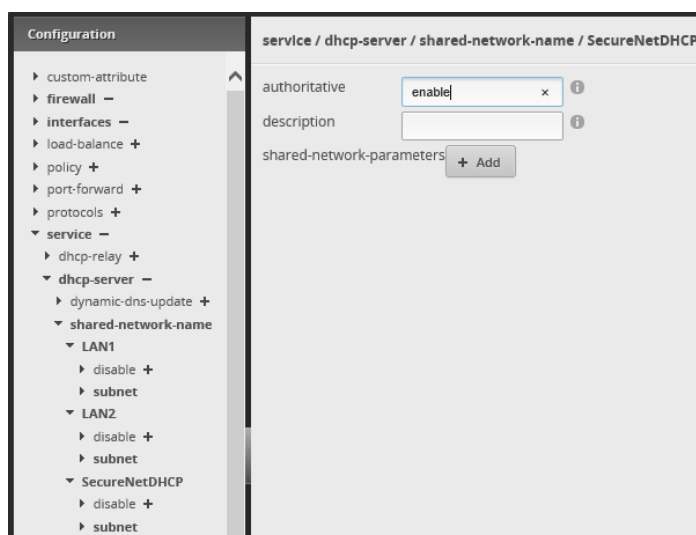 Configuration
custom-attribute
firewall −
interfaces −
load-balance +
policy +
port-forward +
protocols +
service −
dhcp-relay +
dhcp-server −
dynamic-dns-update +
shared-network-name
LAN1
disable +
subnet
LAN2
disable +
subnet
SecureNetDHCP
disable +
subnet
service / dhcp-server / shared-network-name / SecureNetDHCP
authoritative enable ×
description
shared-network-parameters + Add